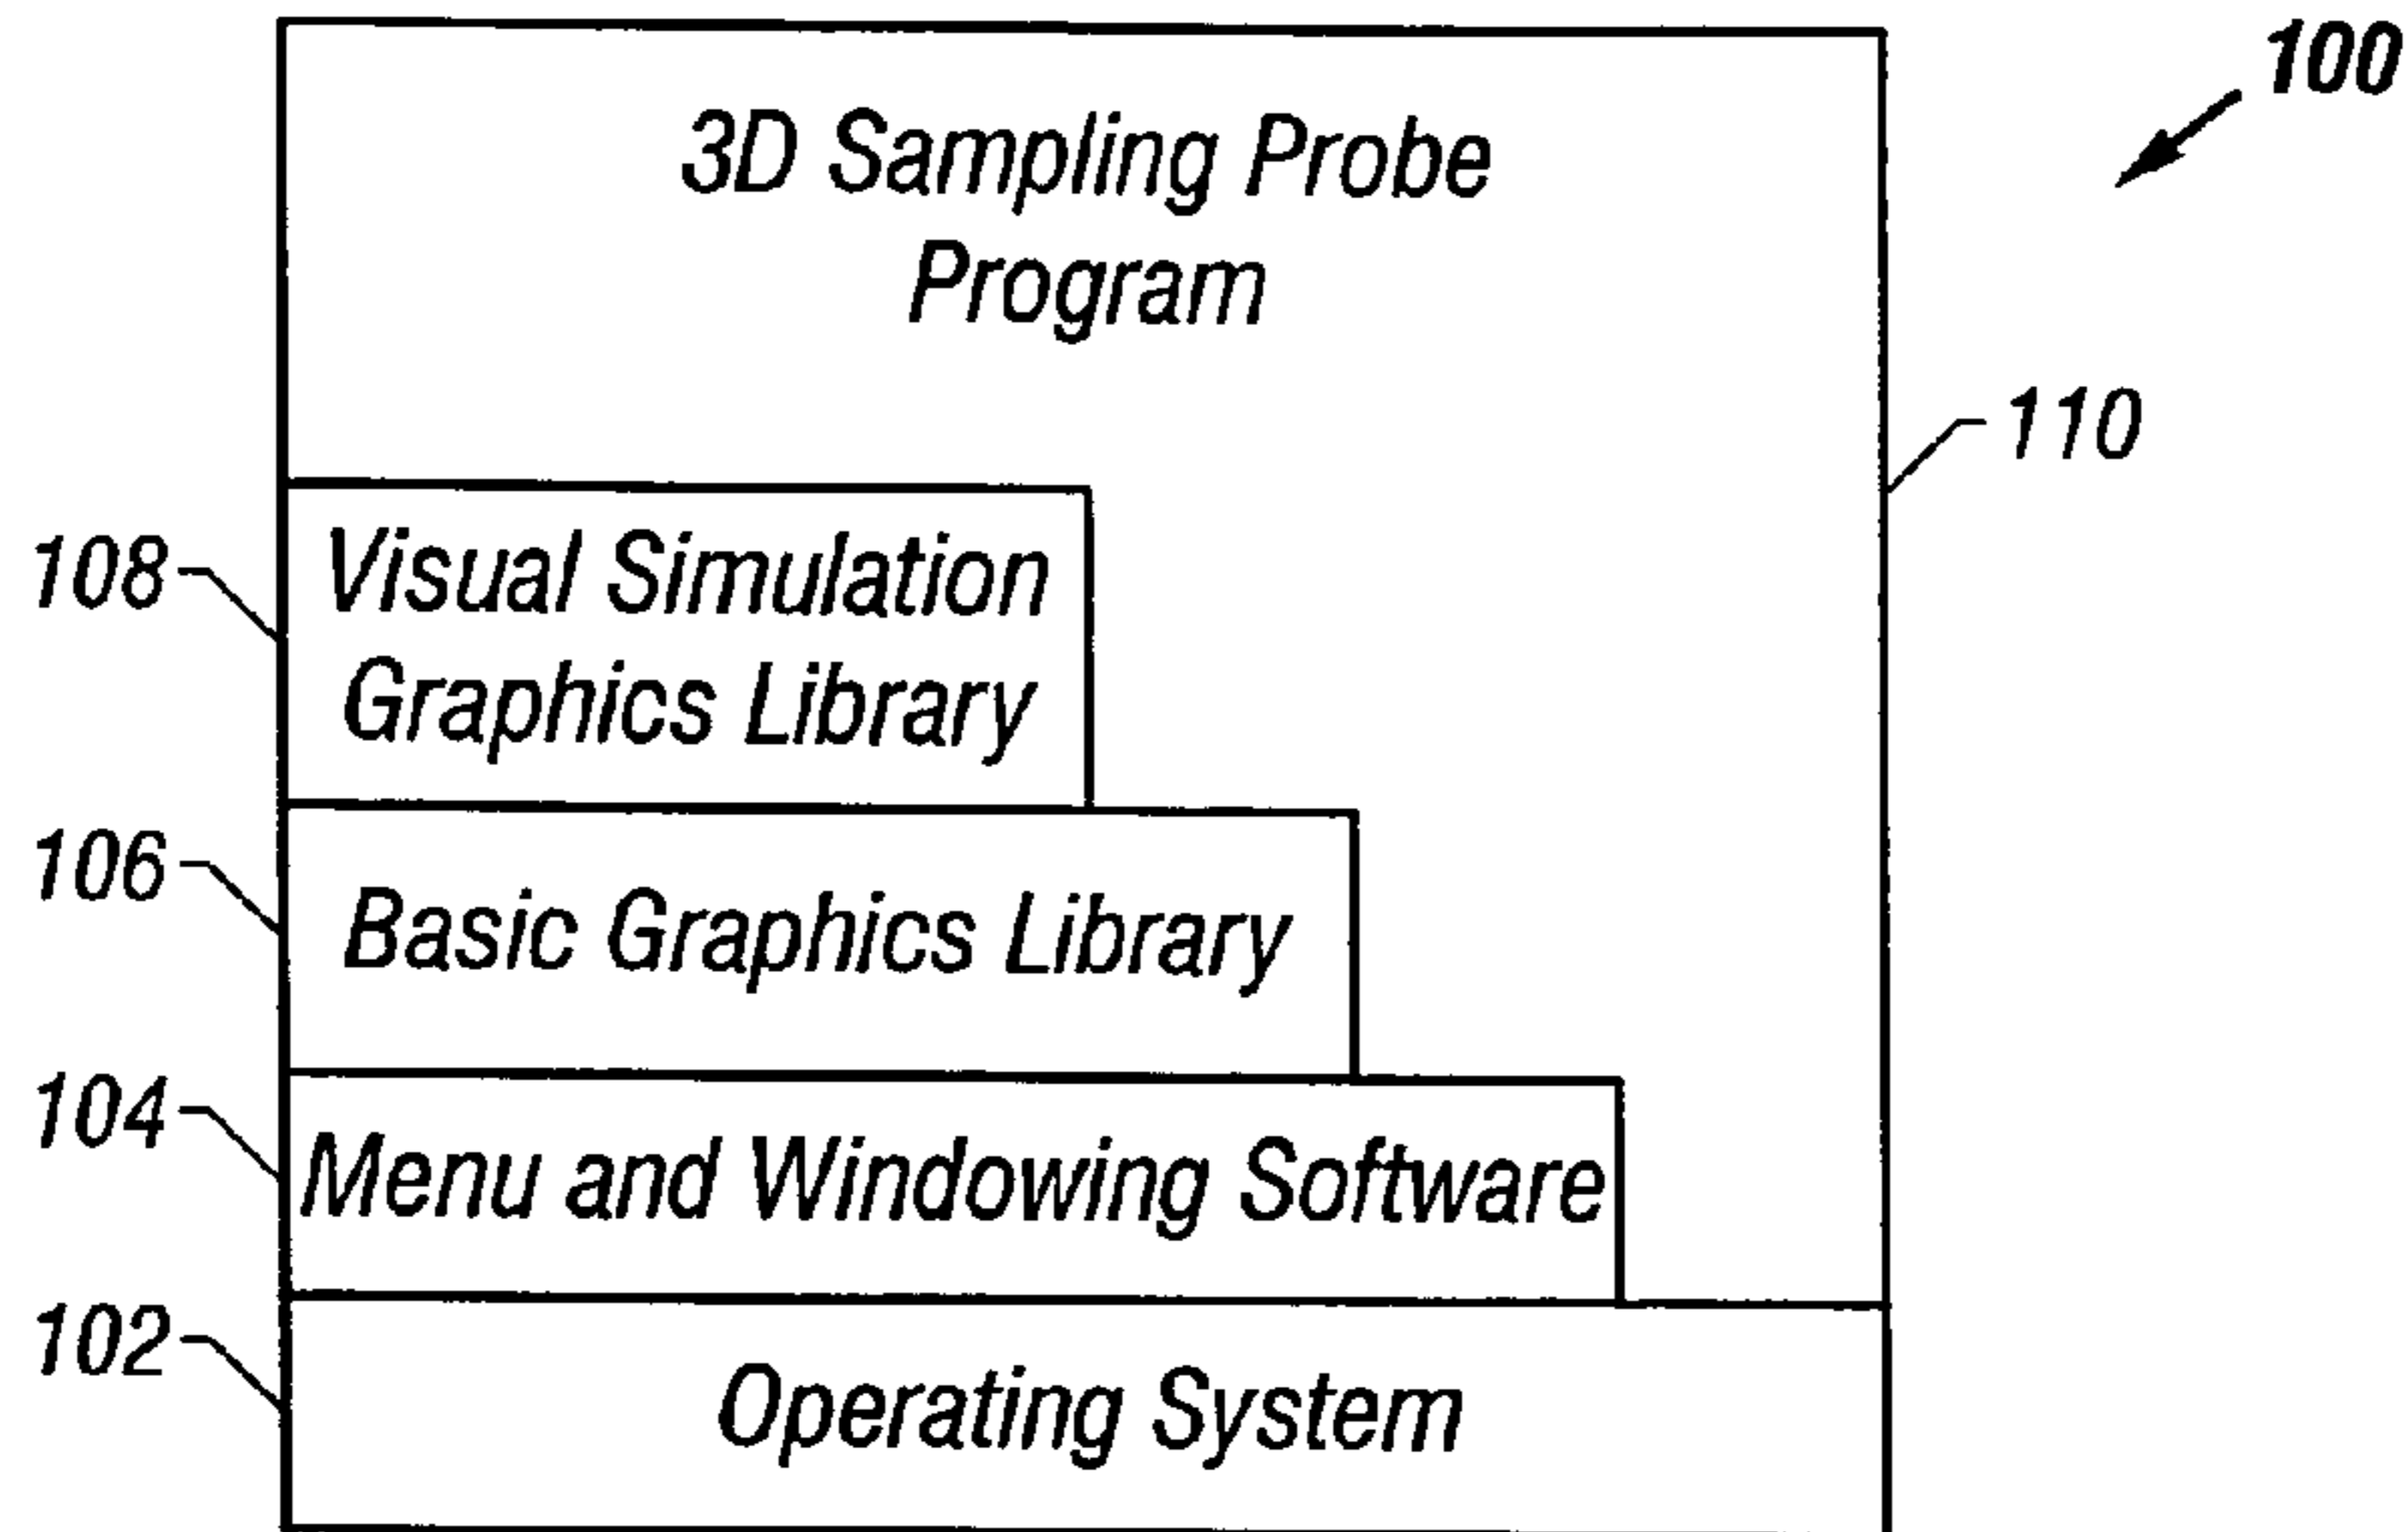 100
3D Sampling Probe
Program
110
108
Visual Simulation
Graphics Library
106
Basic Graphics Library
104
Menu and Windowing Software
102
Operating System